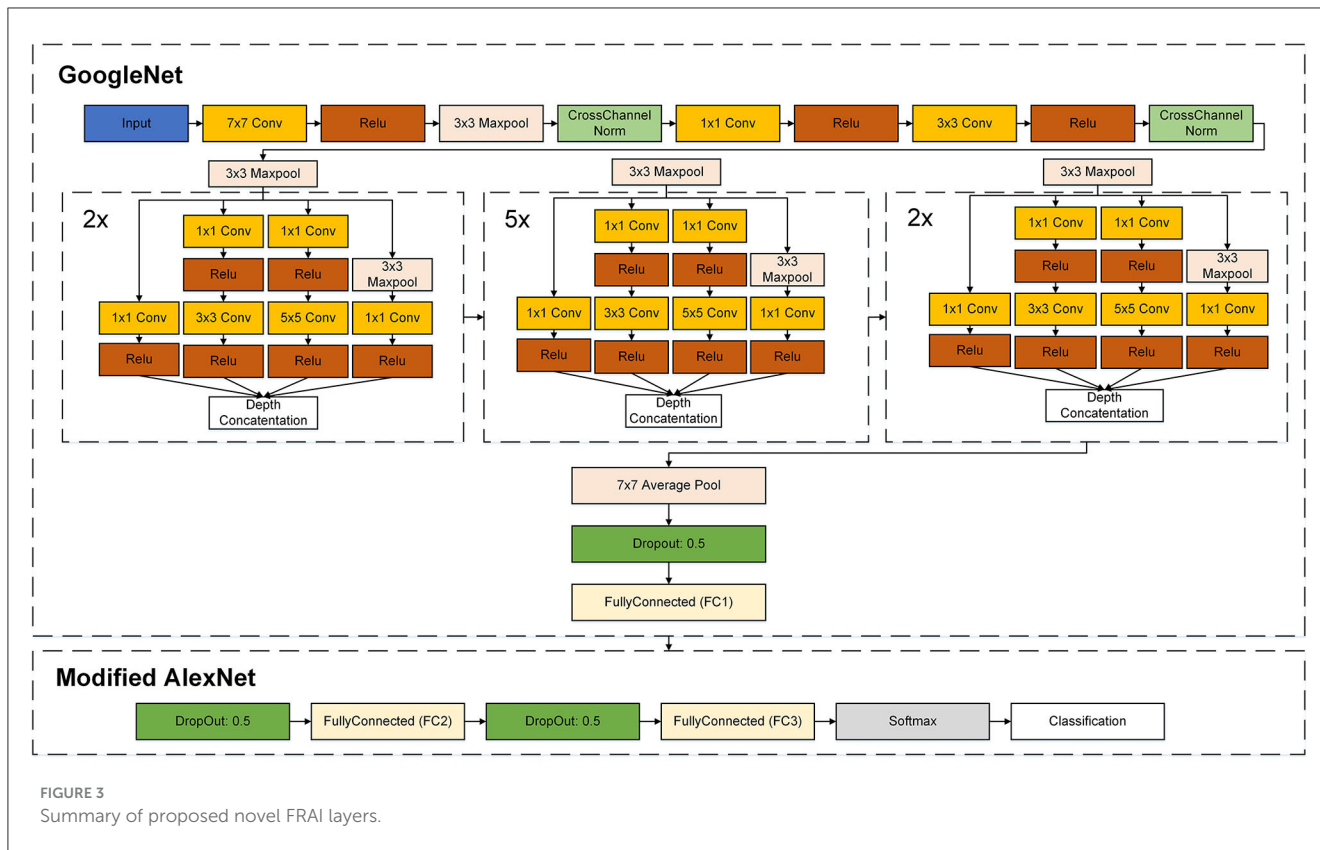 GoogleNet
Input
7x7 Conv
Relu
3x3 Maxpool
CrossChannel
Norm
1x1 Conv
Relu
3x3 Conv
Relu
CrossChannel
Norm
3x3 Maxpool
2x
1x1 Conv
1x1 Conv
Relu
Relu
3x3
Maxpool
1x1 Conv
3x3 Conv
5x5 Conv
1x1 Conv
Relu
Relu
Relu
Relu
Depth
Concatentation
3x3 Maxpool
5x
1x1 Conv
1x1 Conv
Relu
Relu
3x3
Maxpool
1x1 Conv
3x3 Conv
5x5 Conv
1x1 Conv
Relu
Relu
Relu
Relu
Depth
Concatentation
3x3 Maxpool
2x
1x1 Conv
1x1 Conv
Relu
Relu
3x3
Maxpool
1x1 Conv
3x3 Conv
5x5 Conv
1x1 Conv
Relu
Relu
Relu
Relu
Depth
Concatentation
7x7 Average Pool
Dropout: 0.5
FullyConnected (FC1)
Modified AlexNet
DropOut: 0.5
FullyConnected (FC2)
DropOut: 0.5
FullyConnected (FC3)
Softmax
Classification
FIGURE 3
Summary of proposed novel FRAI layers.